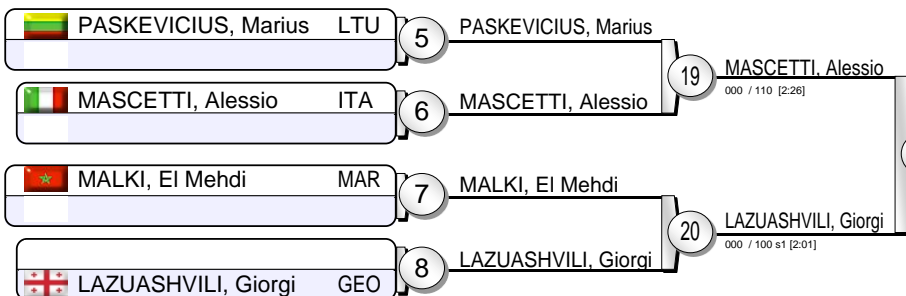 PASKEVICIUS, Marius LTU
5
PASKEVICIUS, Marius
19
MASCETTI, Alessio
000 / 110 [2:26]
MASCETTI, Alessio ITA
6
MASCETTI, Alessio
MALKI, El Mehdi MAR
7
MALKI, El Mehdi
20
LAZUASHVILI, Giorgi
000 / 100 s1 [2:01]
8
LAZUASHVILI, Giorgi
LAZUASHVILI, Giorgi GEO